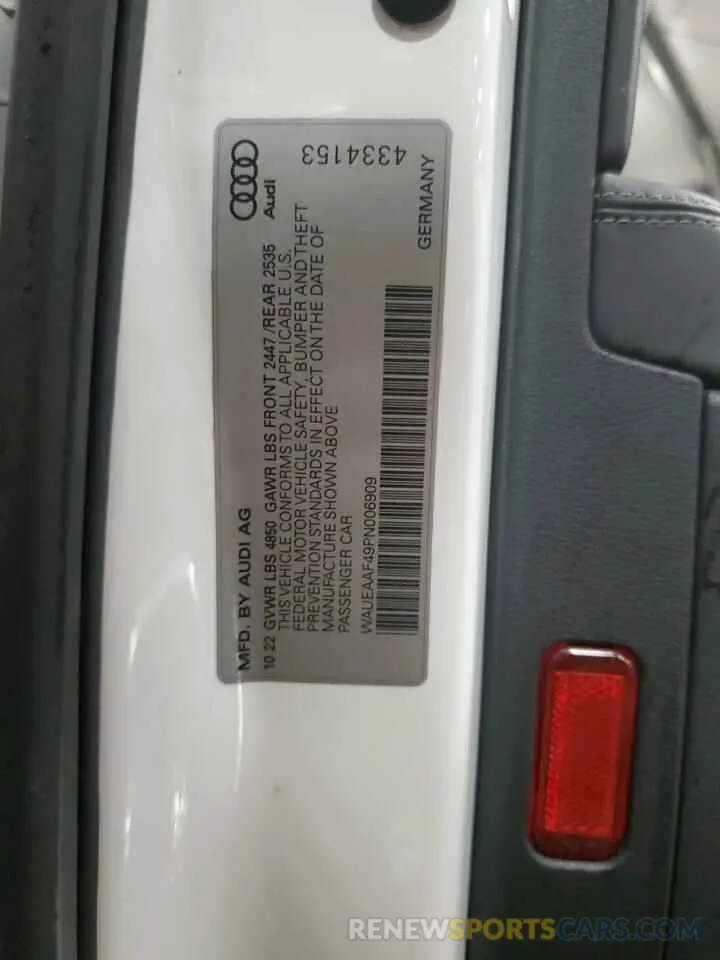 MFD. BY AUDI AG
Audi
10 22 GVWR LBS 4850 GAWR LBS FRONT 2447/REAR 2535
THIS VEHICLE CONFORMS TO ALL APPLICABLE U.S.
FEDERAL MOTOR VEHICLE SAFETY, BUMPER AND THEFT
PREVENTION STANDARDS IN EFFECT ON THE DATE OF
MANUFACTURE SHOWN ABOVE
PASSENGER CAR
WAUEAAF49PN006909
GERMANY
4334153
RENEWSPORTSCARS.COM